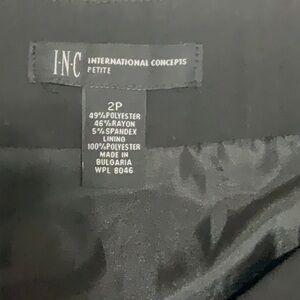 I·N·C INTERNATIONAL CONCEPTS
PETITE
2P
49%POLYESTER
46%RAYON
5%SPANDEX
LINING
100%POLYESTER
MADE IN
BULGARIA
WPL 8046